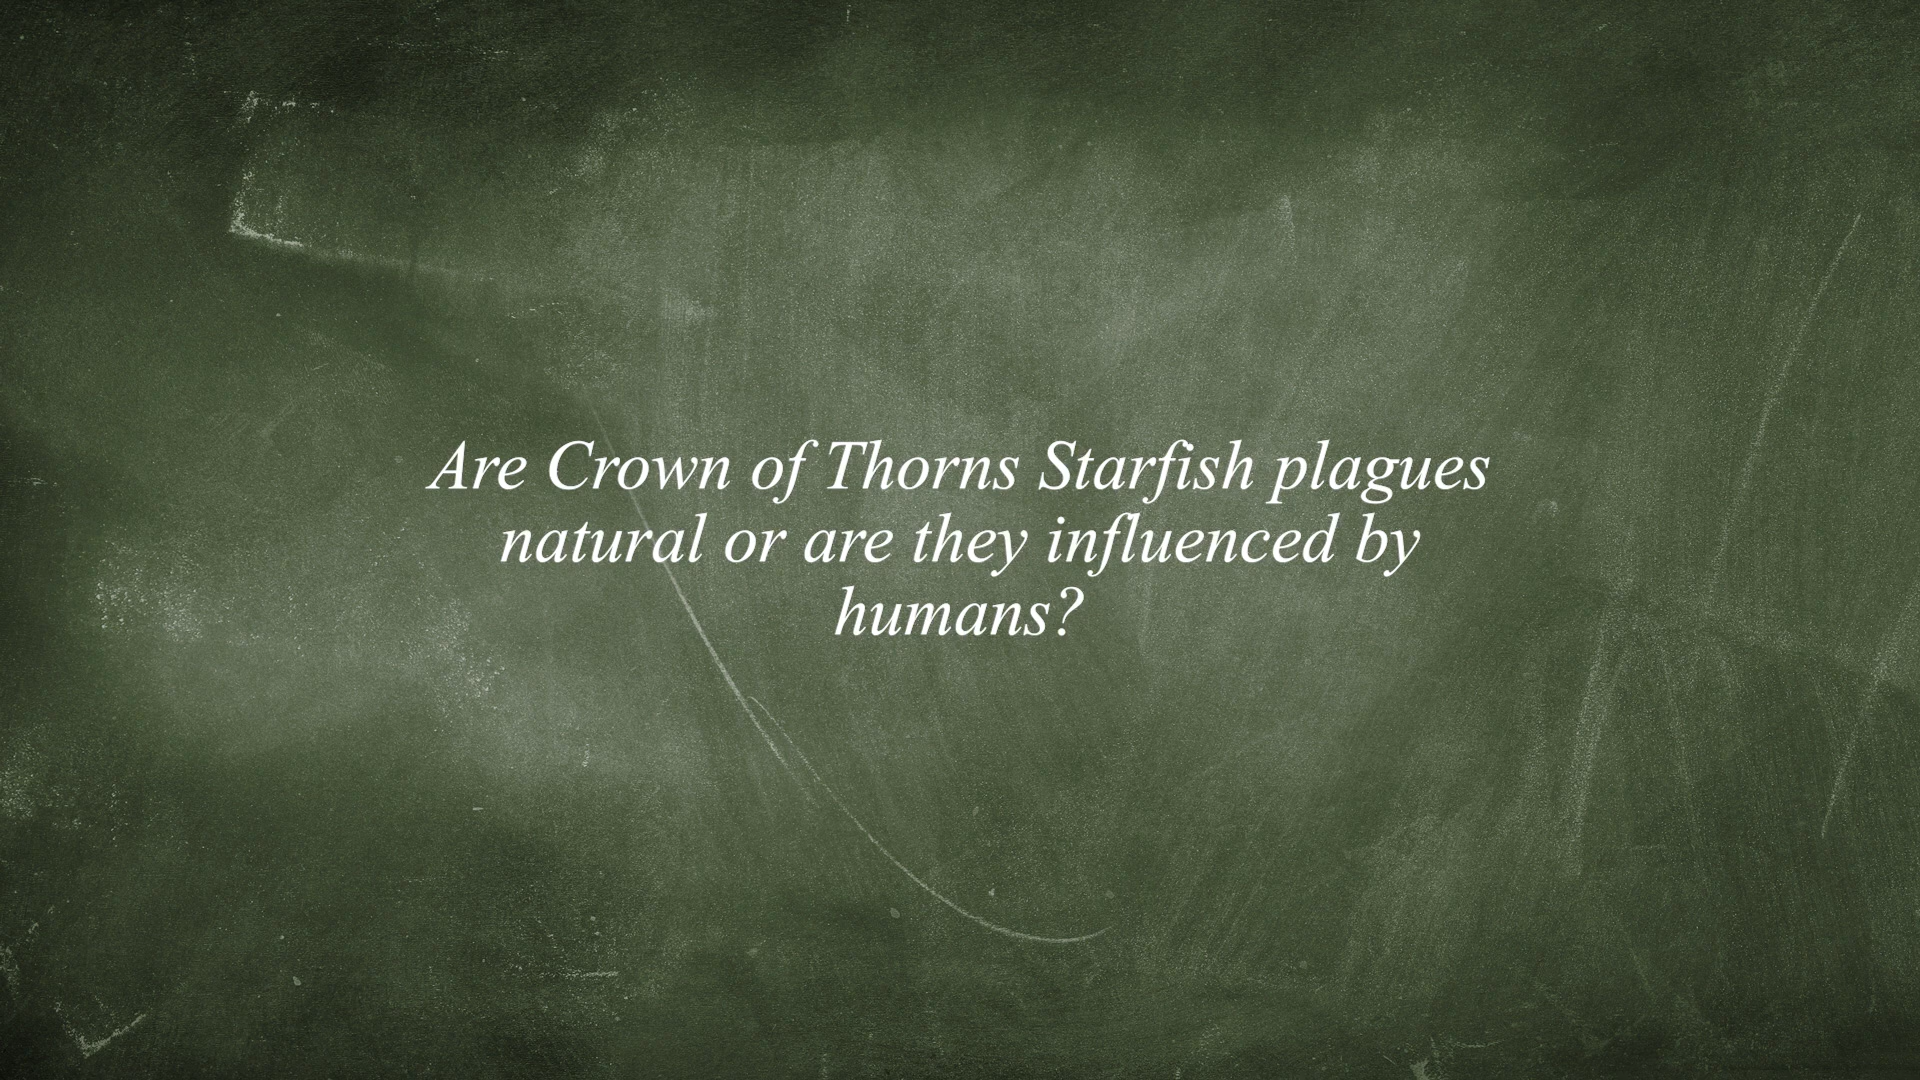 Are Crown of Thorns Starfish plagues
natural or are they influenced by
humans?